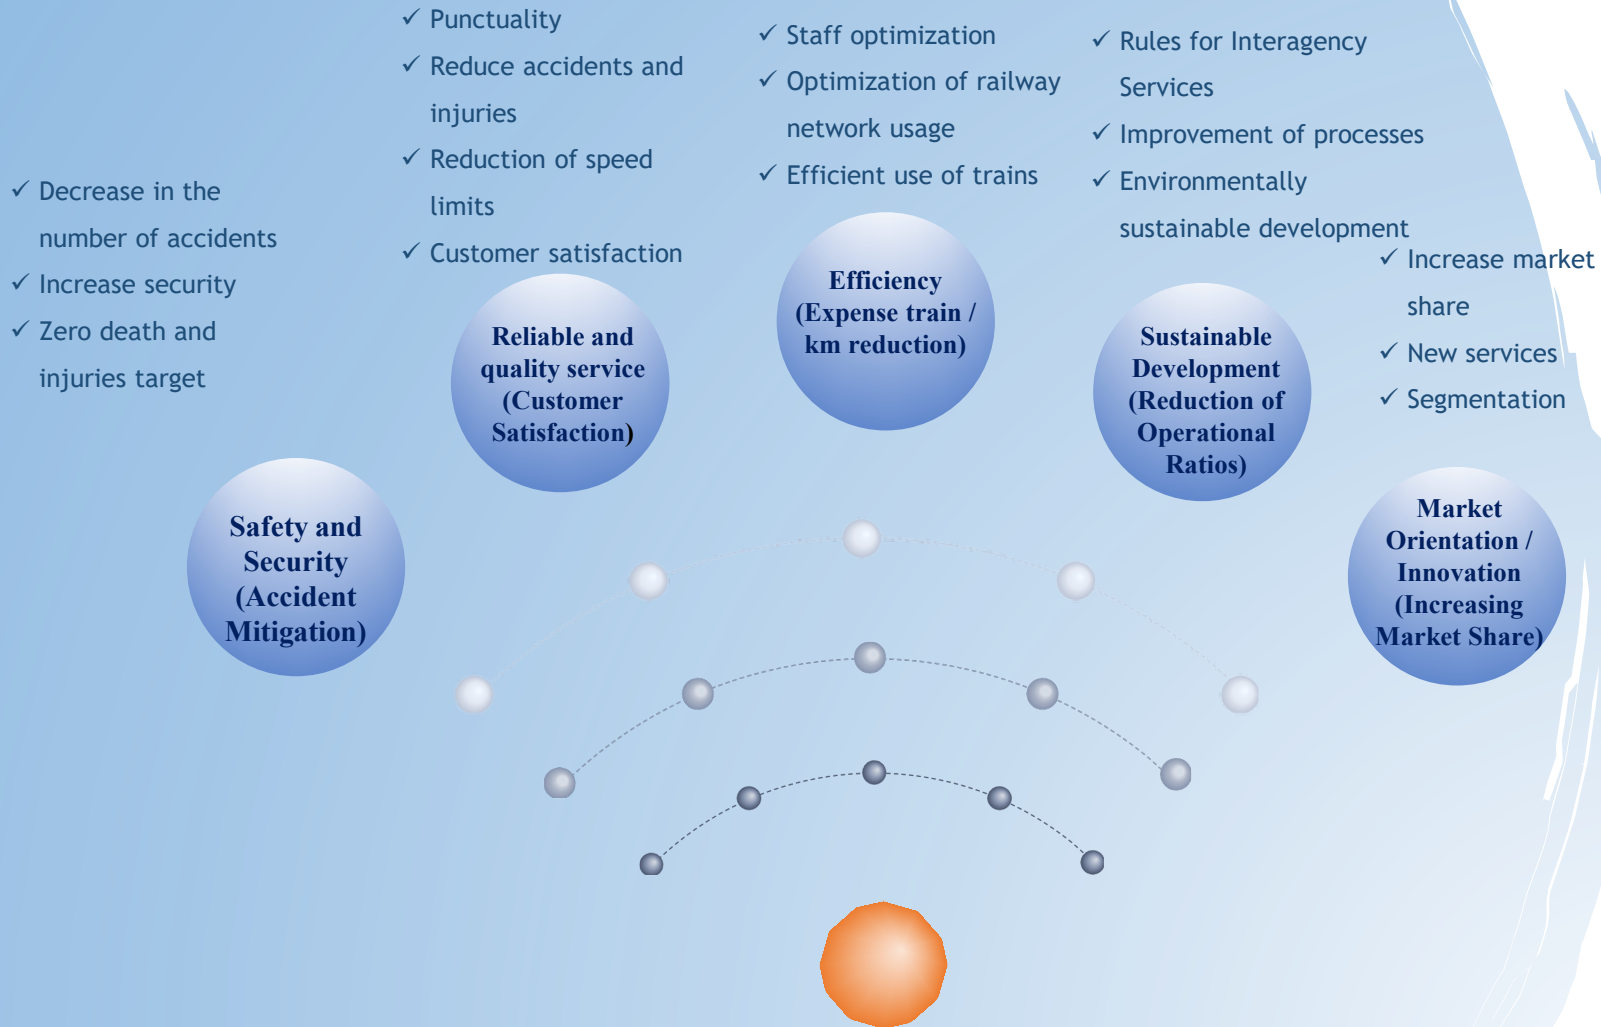 ✓ Decrease in the
number of accidents
✓ Increase security
✓ Zero death and
injuries target
Safety and
Security
(Accident
Mitigation)
✓ Punctuality
✓ Reduce accidents and
injuries
✓ Reduction of speed
limits
✓ Customer satisfaction
Reliable and
quality service
(Customer
Satisfaction)
✓ Staff optimization
✓ Optimization of railway
network usage
✓ Efficient use of trains
Efficiency
(Expense train /
km reduction)
✓ Rules for Interagency
Services
✓ Improvement of processes
✓ Environmentally
sustainable development
Sustainable
Development
(Reduction of
Operational
Ratios)
✓ Increase market
share
✓ New services
✓ Segmentation
Market
Orientation /
Innovation
(Increasing
Market Share)